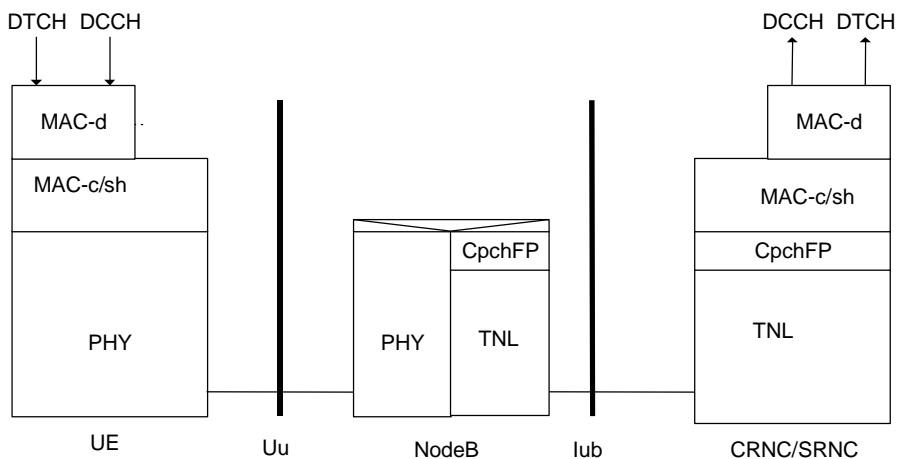 DTCH DCCH
DCCH DTCH
MAC-d
MAC-d
MAC-c/sh
MAC-c/sh
CpchFP
CpchFP
PHY
PHY
TNL
TNL
UE
Uu
NodeB
Iub
CRNC/SRNC